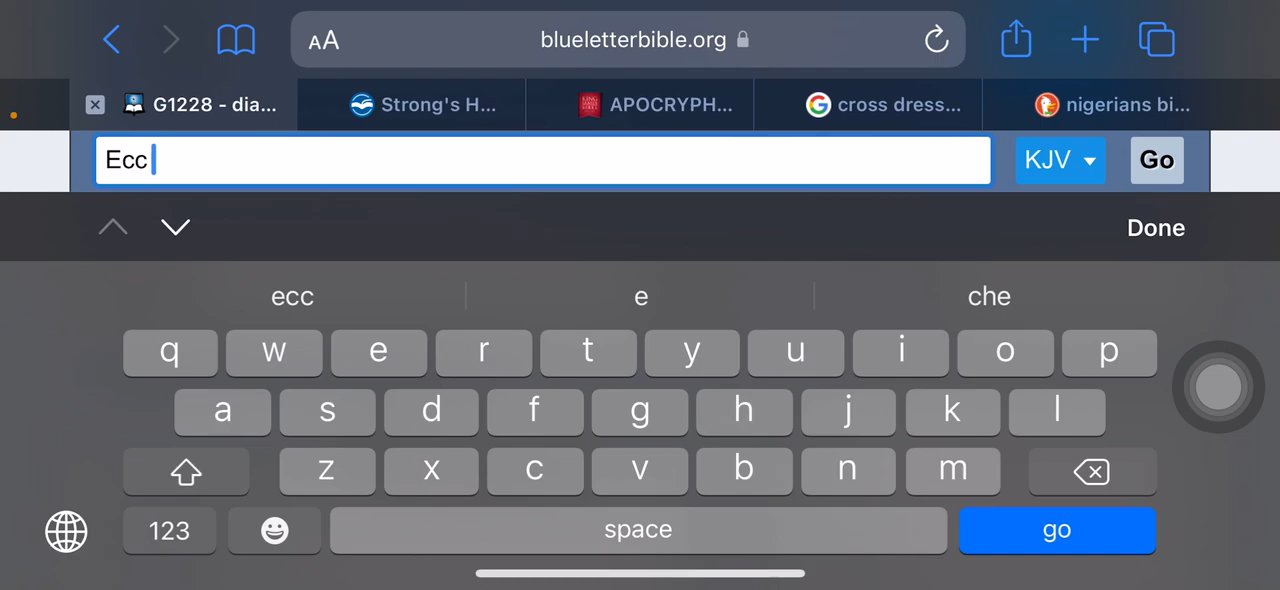 AA blueletterbible.org
G1228 - dia... Strong's H... APOCRYPH... cross dress... nigerians bi...
Ecc KJV Go
Done
ecc e che
q w e r t y u i o p
a s d f g h j k l
z x c v b n m
123 space go